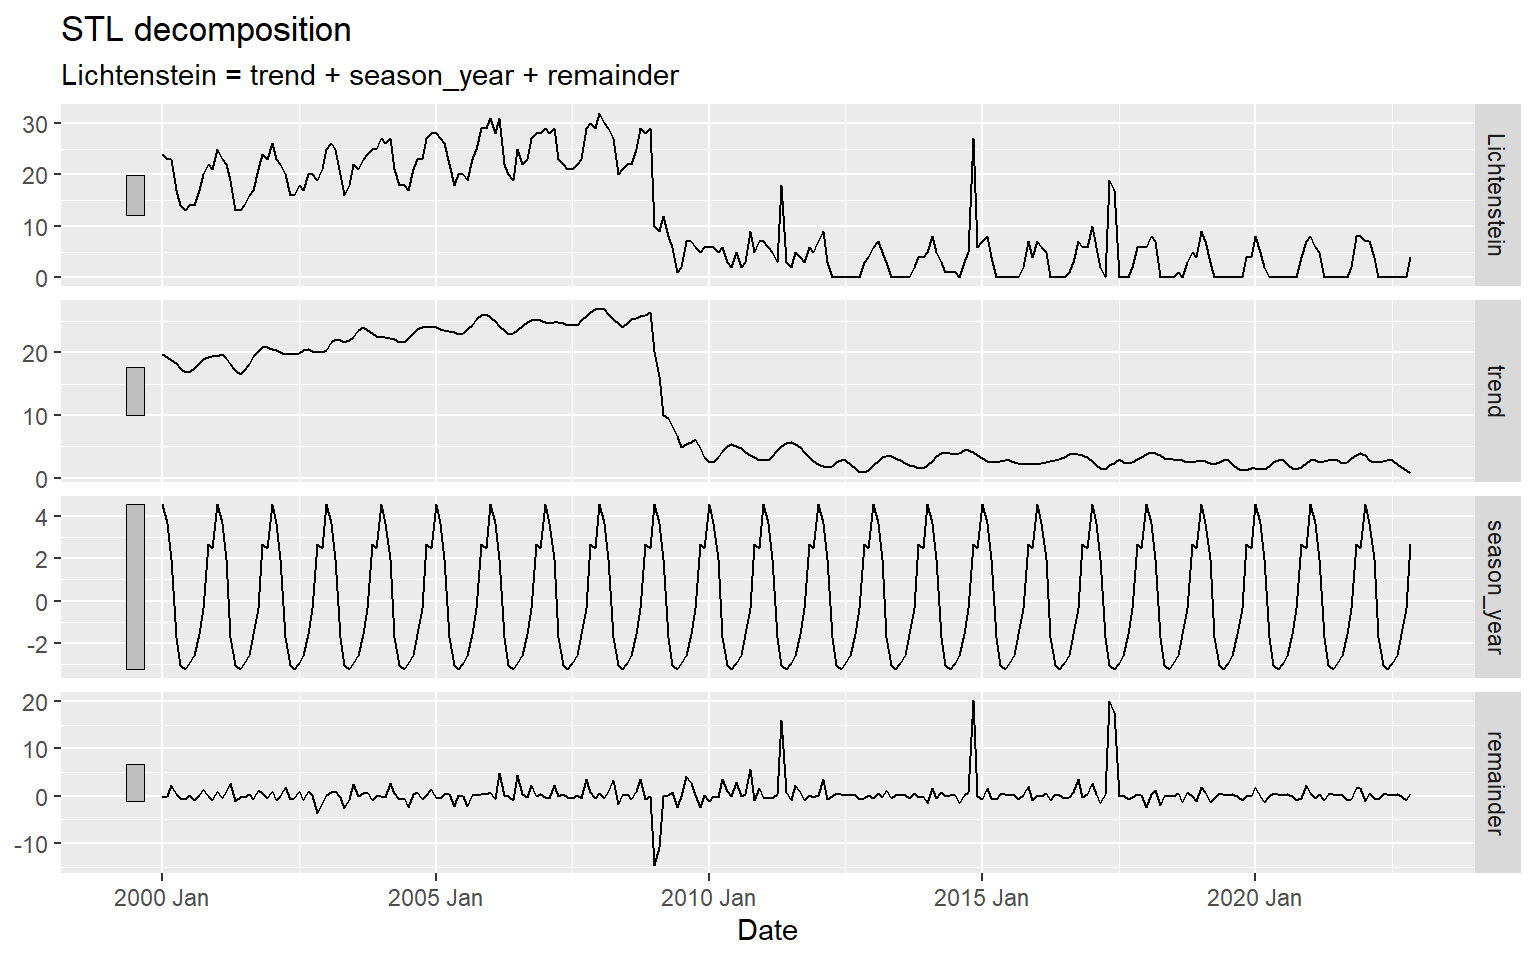 STL decomposition
Lichtenstein = trend + season_year + remainder
30
20
10
0
Lichtenstein
20
10
0
trend
4
2
0
-2
season_year
20
10
0
-10
remainder
2000 Jan 2005 Jan 2010 Jan 2015 Jan 2020 Jan
Date